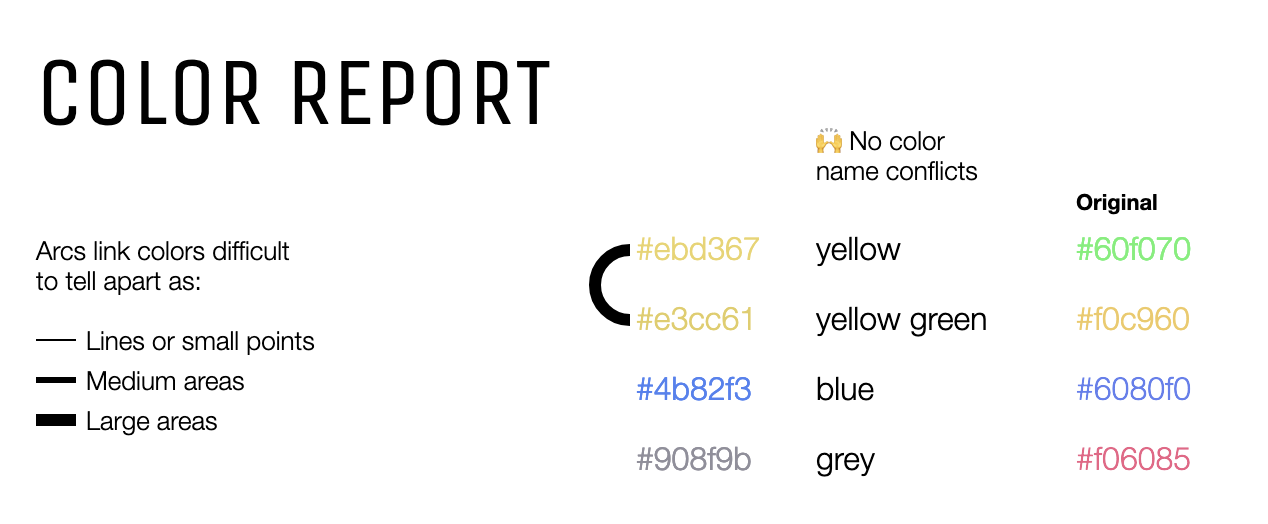 COLOR REPORT
🙌 No color
name conflicts
Original
Arcs link colors difficult
to tell apart as:
Lines or small points
Medium areas
Large areas
#ebd367 yellow #60f070
#e3cc61 yellow green #f0c960
#4b82f3 blue #6080f0
#908f9b grey #f06085